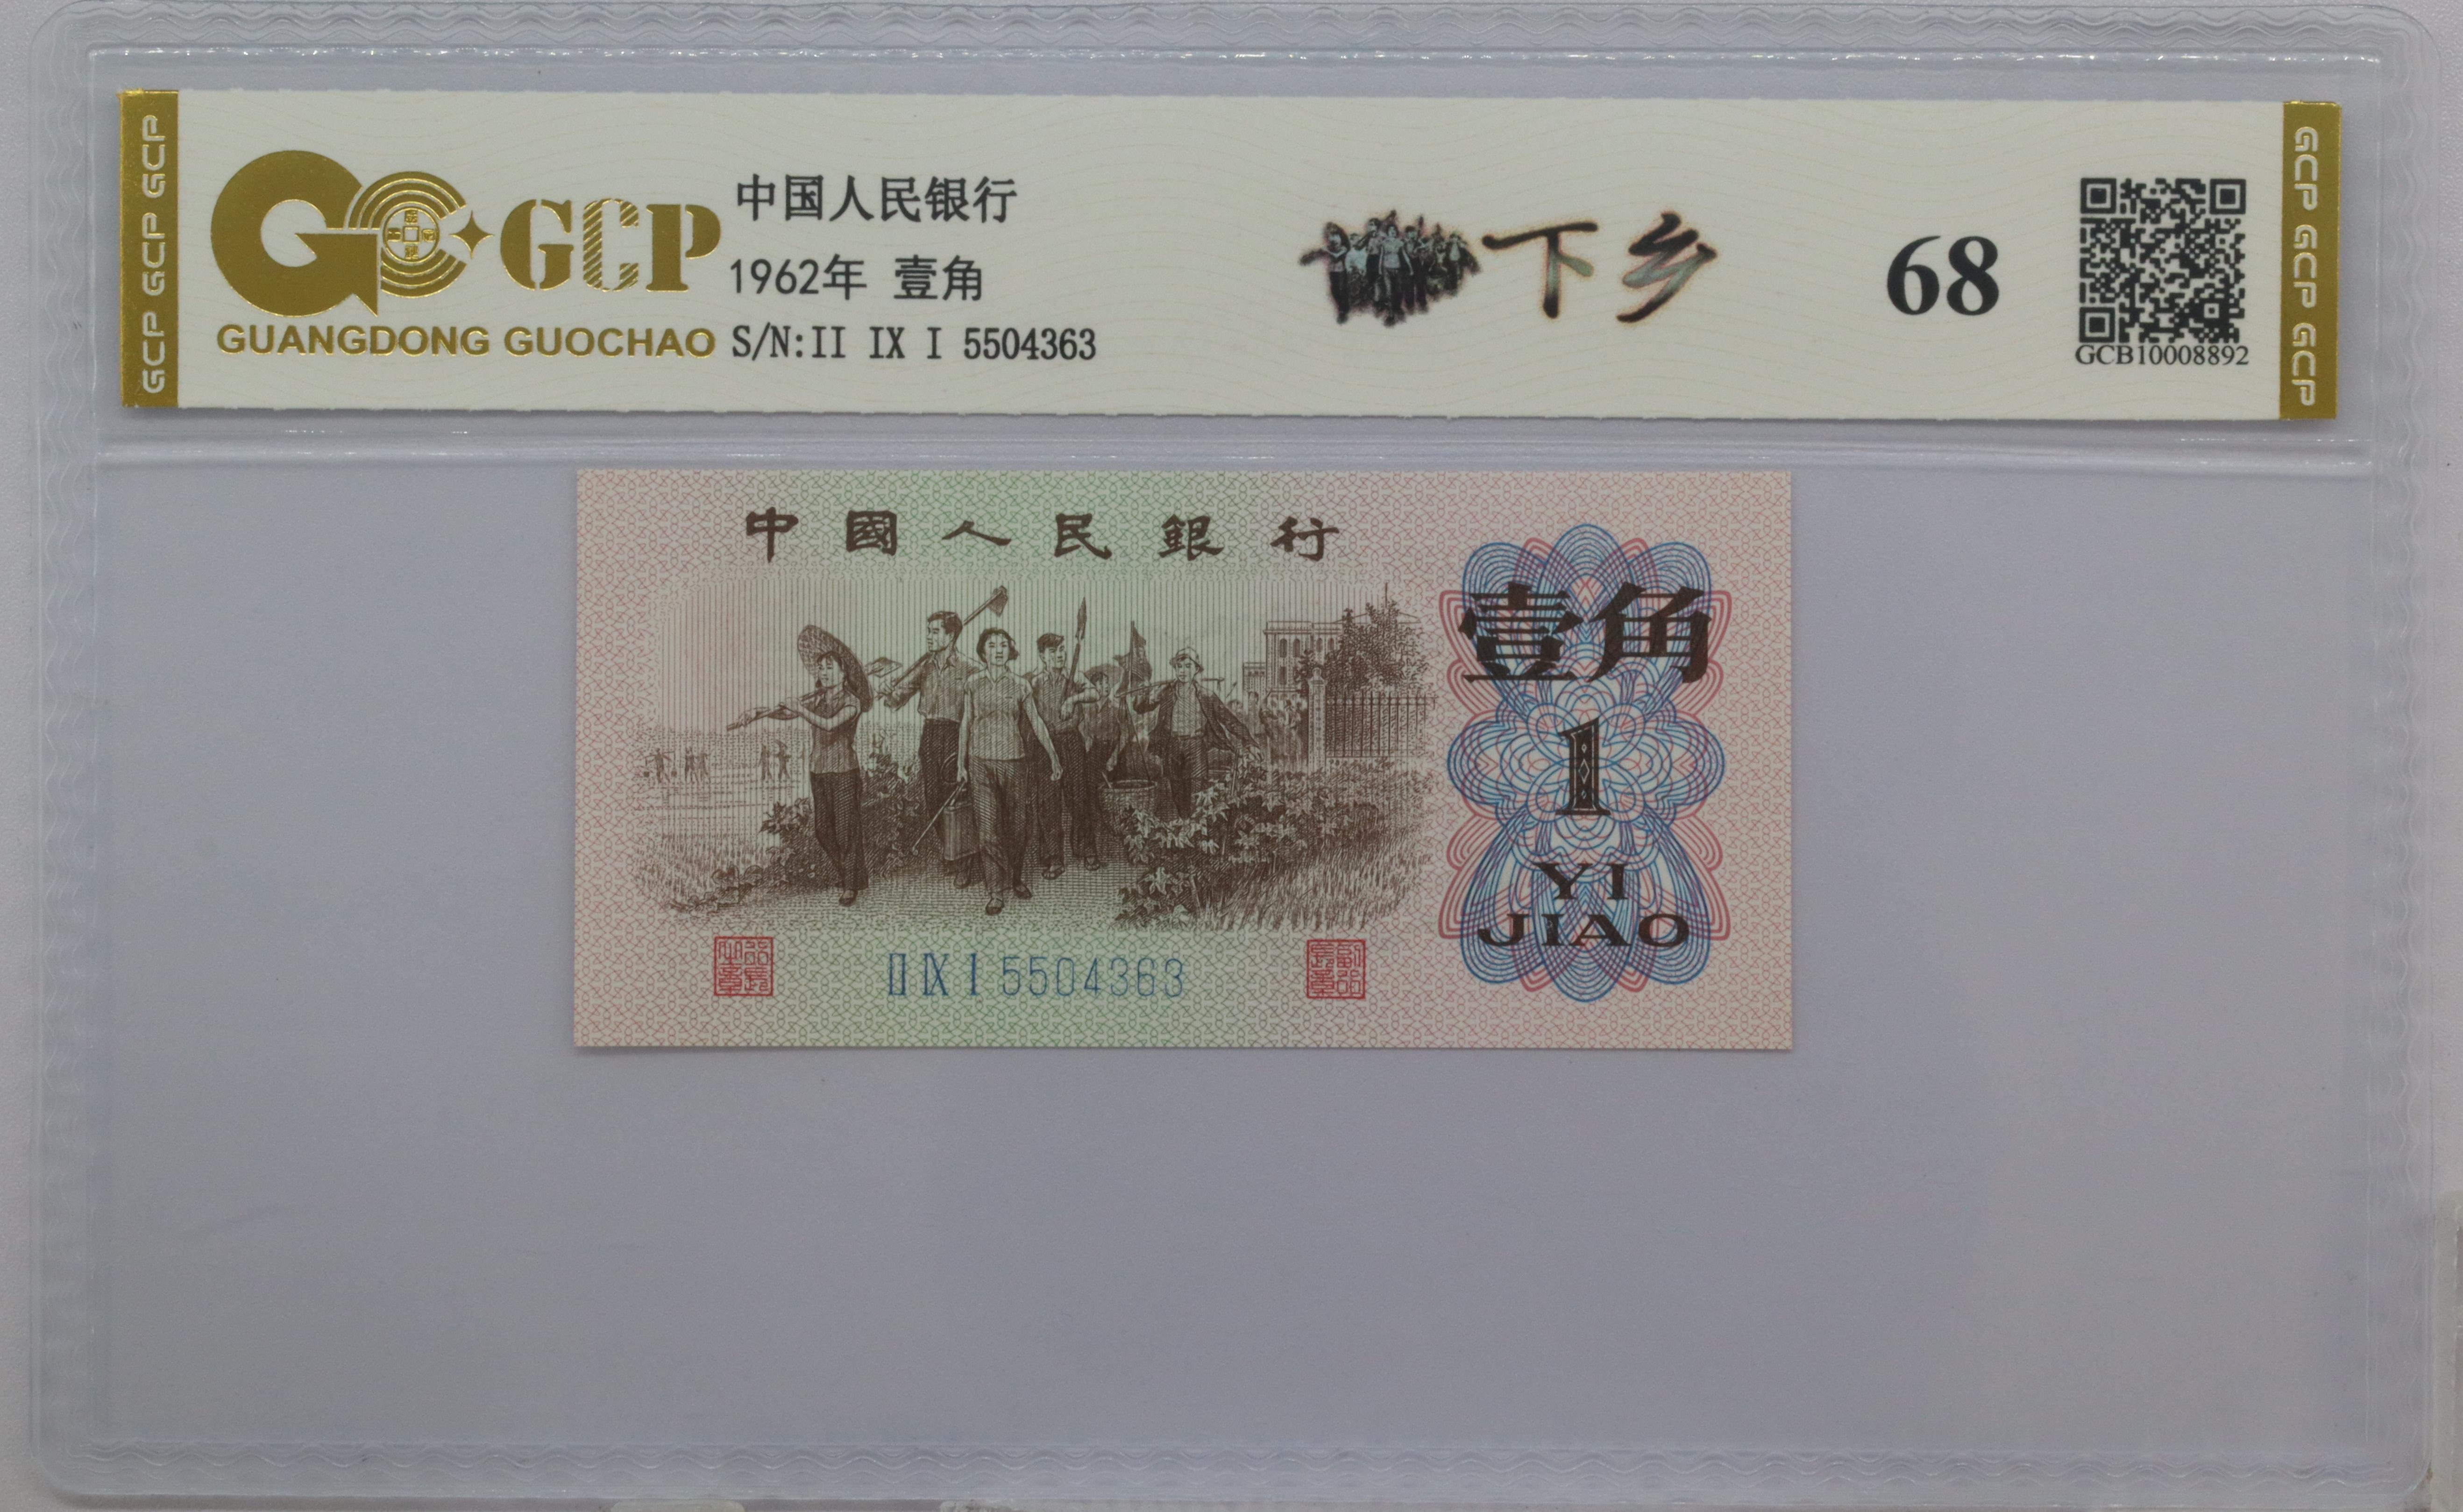 GCP GCP GCP
GCP
GUANGDONG GUOCHAO
中国人民银行
1962年 壹角
S/N:II IX I 5504363
下乡
68
GCB10008892
GCP GCP GCP
中國人民銀行
壹角
1
YI
JIAO
II IX I 5504363